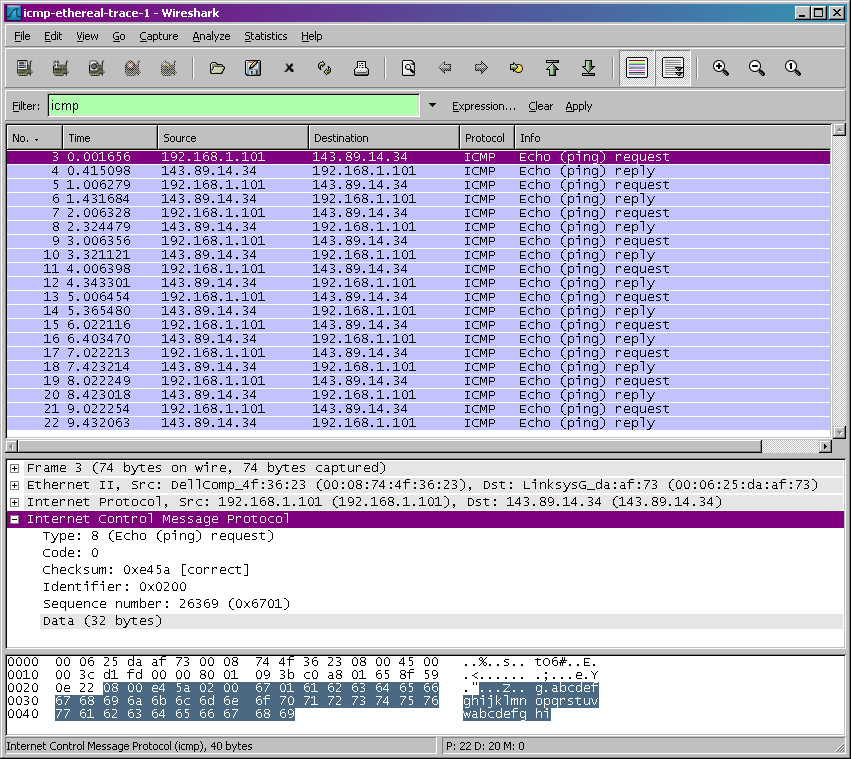 icmp-ethereal-trace-1 - Wireshark
File Edit View Go Capture Analyze Statistics Help
Filter: icmp Expression... Clear Apply
No. Time Source Destination Protocol Info
3 0.001656 192.168.1.101 143.89.14.34 ICMP Echo (ping) request
4 0.415098 143.89.14.34 192.168.1.101 ICMP Echo (ping) reply
5 1.006279 192.168.1.101 143.89.14.34 ICMP Echo (ping) request
6 1.431684 143.89.14.34 192.168.1.101 ICMP Echo (ping) reply
7 2.006328 192.168.1.101 143.89.14.34 ICMP Echo (ping) request
8 2.324479 143.89.14.34 192.168.1.101 ICMP Echo (ping) reply
9 3.006356 192.168.1.101 143.89.14.34 ICMP Echo (ping) request
10 3.321121 143.89.14.34 192.168.1.101 ICMP Echo (ping) reply
11 4.006398 192.168.1.101 143.89.14.34 ICMP Echo (ping) request
12 4.343301 143.89.14.34 192.168.1.101 ICMP Echo (ping) reply
13 5.006454 192.168.1.101 143.89.14.34 ICMP Echo (ping) request
14 5.365480 143.89.14.34 192.168.1.101 ICMP Echo (ping) reply
15 6.022116 192.168.1.101 143.89.14.34 ICMP Echo (ping) request
16 6.403470 143.89.14.34 192.168.1.101 ICMP Echo (ping) reply
17 7.022213 192.168.1.101 143.89.14.34 ICMP Echo (ping) request
18 7.423214 143.89.14.34 192.168.1.101 ICMP Echo (ping) reply
19 8.022249 192.168.1.101 143.89.14.34 ICMP Echo (ping) request
20 8.423018 143.89.14.34 192.168.1.101 ICMP Echo (ping) reply
21 9.022254 192.168.1.101 143.89.14.34 ICMP Echo (ping) request
22 9.432063 143.89.14.34 192.168.1.101 ICMP Echo (ping) reply
Frame 3 (74 bytes on wire, 74 bytes captured)
Ethernet II, Src: DellComp_4f:36:23 (00:08:74:4f:36:23), Dst: LinksysG_da:af:73 (00:06:25:da:af:73)
Internet Protocol, Src: 192.168.1.101 (192.168.1.101), Dst: 143.89.14.34 (143.89.14.34)
Internet Control Message Protocol
Type: 8 (Echo (ping) request)
Code: 0
Checksum: 0xe45a [correct]
Identifier: 0x0200
Sequence number: 26369 (0x6701)
Data (32 bytes)
0000 00 06 25 da af 73 00 08 74 4f 36 23 08 00 45 00 ..%..s.. tO6#..E.
0010 00 3c d1 fd 00 00 80 01 09 3b c0 a8 01 65 8f 59 .<...... .;...e.Y
0020 0e 22 08 00 e4 5a 02 00 67 01 61 62 63 64 65 66 ."...Z.. g.abcdef
0030 67 68 69 6a 6b 6c 6d 6e 6f 70 71 72 73 74 75 76 ghijklmn opqrstuv
0040 77 61 62 63 64 65 66 67 68 69 wabcdefg hi
Internet Control Message Protocol (icmp), 40 bytes P: 22 D: 20 M: 0